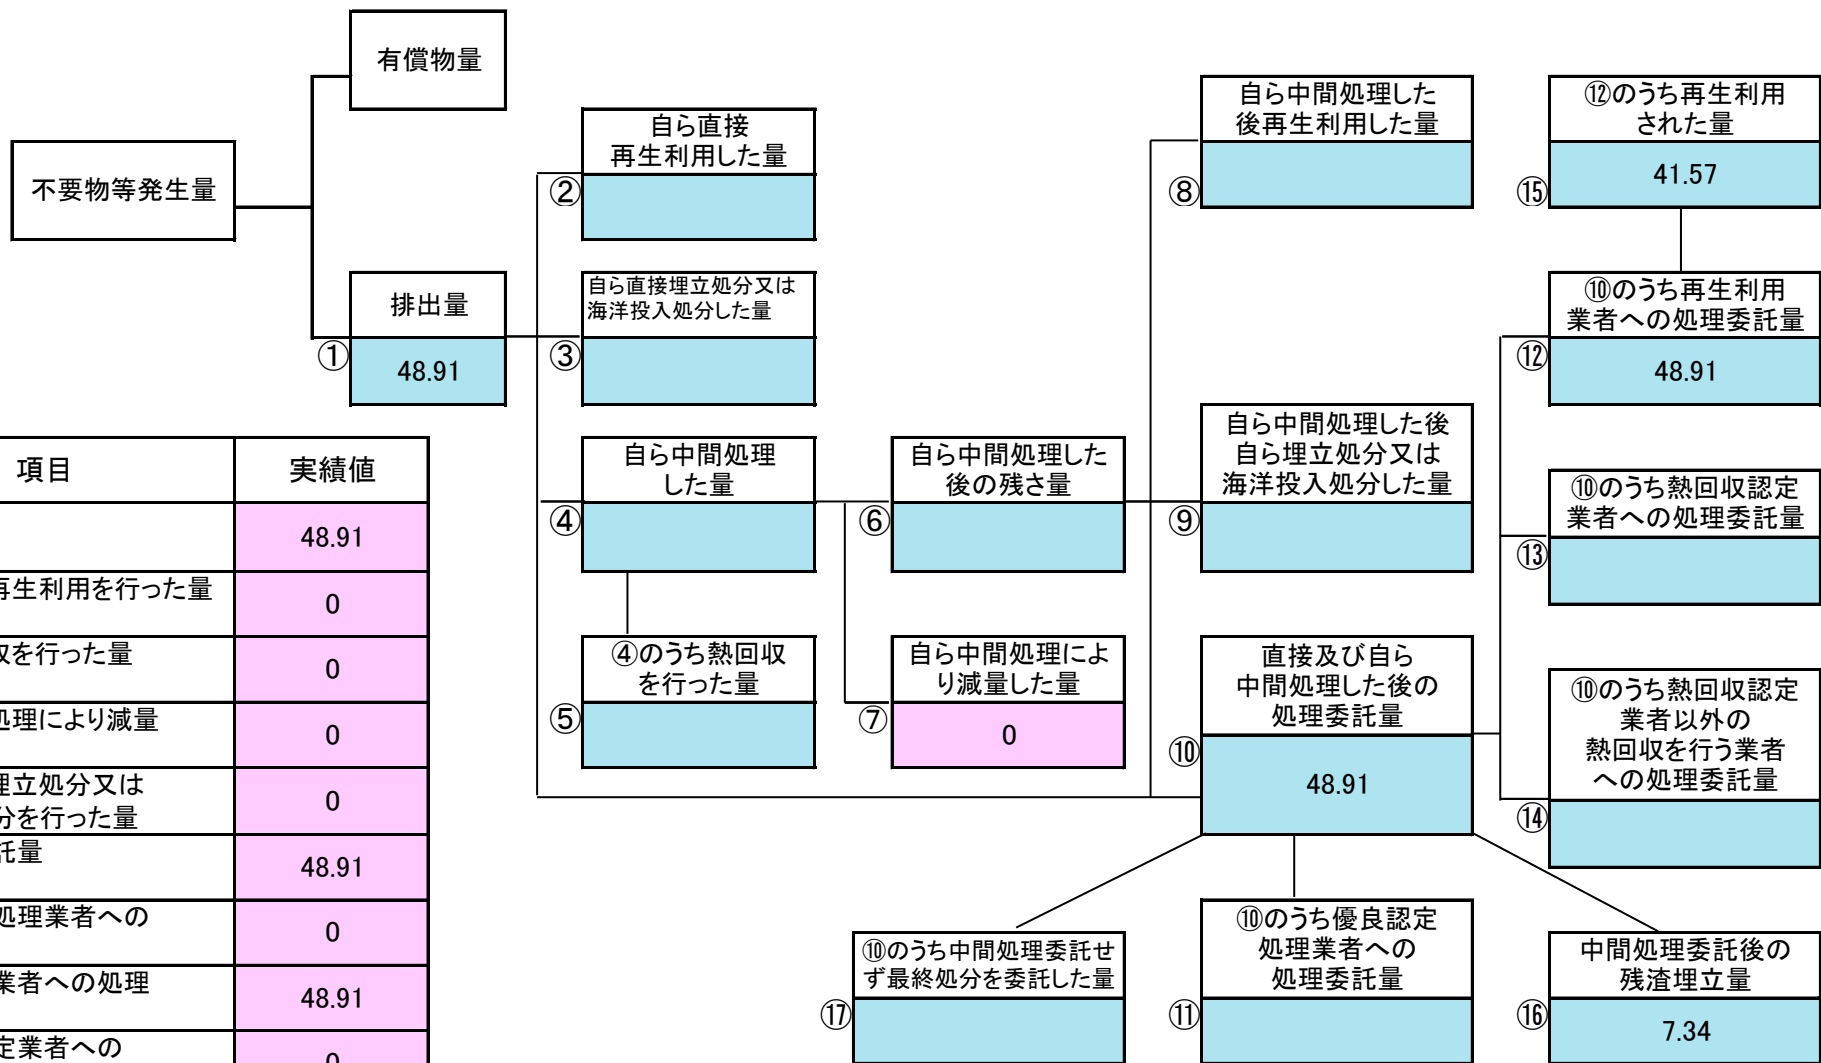 有償物量
不要物等発生量
排出量
①
48.91
自ら直接
再生利用した量
②
自ら直接埋立処分又は
海洋投入処分した量
③
自ら中間処理
した量
④
④のうち熱回収
を行った量
⑤
自ら中間処理した
後の残さ量
⑥
自ら中間処理によ
り減量した量
⑦
0
自ら中間処理した
後再生利用した量
⑧
自ら中間処理した後
自ら埋立処分又は
海洋投入処分した量
⑨
直接及び自ら
中間処理した後の
処理委託量
⑩
48.91
⑫のうち再生利用
された量
⑮
41.57
⑩のうち再生利用
業者への処理委託量
⑫
48.91
⑩のうち熱回収認定
業者への処理委託量
⑬
⑩のうち熱回収認定
業者以外の
熱回収を行う業者
への処理委託量
⑭
⑩のうち中間処理委託せ
ず最終処分を委託した量
⑰
⑩のうち優良認定
処理業者への
処理委託量
⑪
中間処理委託後の
残渣埋立量
⑯
7.34
項目 実績値
48.91
再生利用を行った量 0
を行った量 0
処理により減量 0
埋立処分又は
分を行った量 0
託量 48.91
処理業者への 0
業者への処理 48.91
定業者への